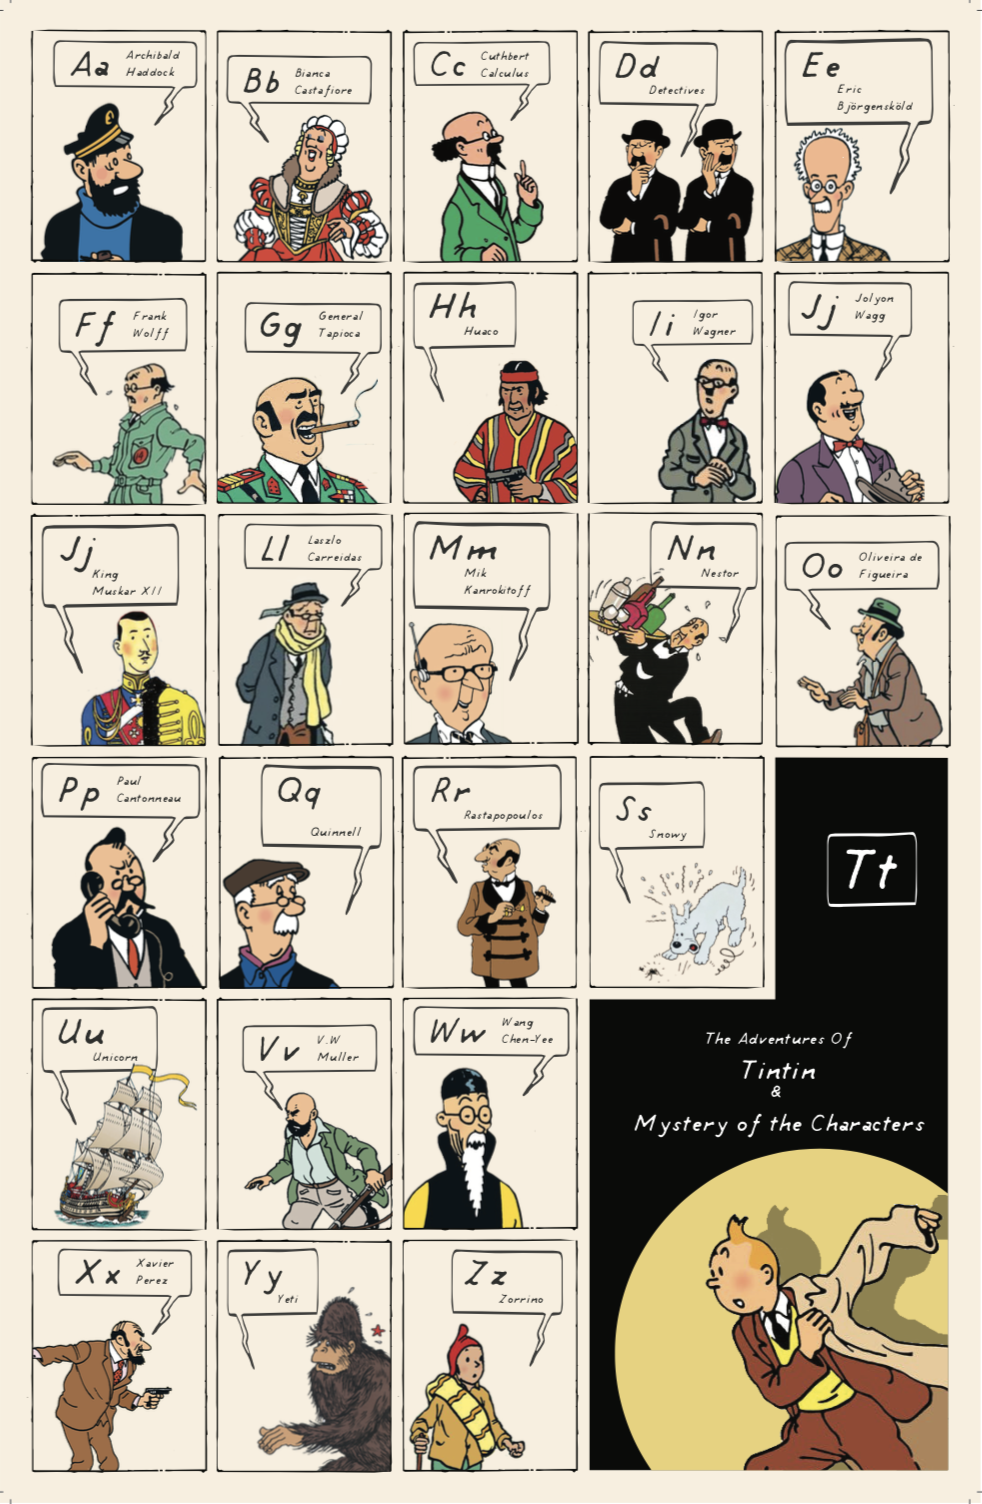 Aa
Archibald
Haddock
Bb
Bianca
Castafiore
Cc
Cuthbert
Calculus
Dd
Detectives
Ee
Eric
Björgensköld
Ff
Frank
Wolff
Gg
General
Tapioca
Hh
Huaco
Ii
Igor
Wagner
Jj
Jolyon
Wagg
Jj
King
Muskar XII
Ll
Laszlo
Carreidas
Mm
Mik
Kanrokitoff
Nn
Nestor
Oo
Oliveira de
Figueira
Pp
Paul
Cantonneau
Qq
Quinnell
Rr
Rastapopoulos
Ss
Snowy
Tt
Uu
Unicorn
Vv
V.W
Muller
Ww
Wang
Chen-Yee
The Adventures Of
Tintin
&
Mystery of the Characters
Xx
Xavier
Perez
Yy
Yeti
Zz
Zorrino